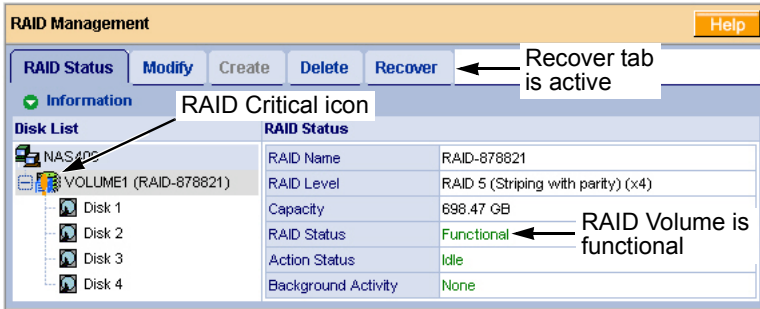 RAID Management
Help
RAID Status Modify Create Delete Recover
Recover tab
is active
Information
RAID Critical icon
Disk List
RAID Status
VOLUME1 (RAID-878821)
Disk 1
Disk 2
Disk 3
Disk 4
RAID Name RAID-878821
RAID Level RAID 5 (Striping with parity) (x4)
Capacity 698.47 GB
RAID Status Functional
Action Status Idle
Background Activity None
RAID Volume is
functional